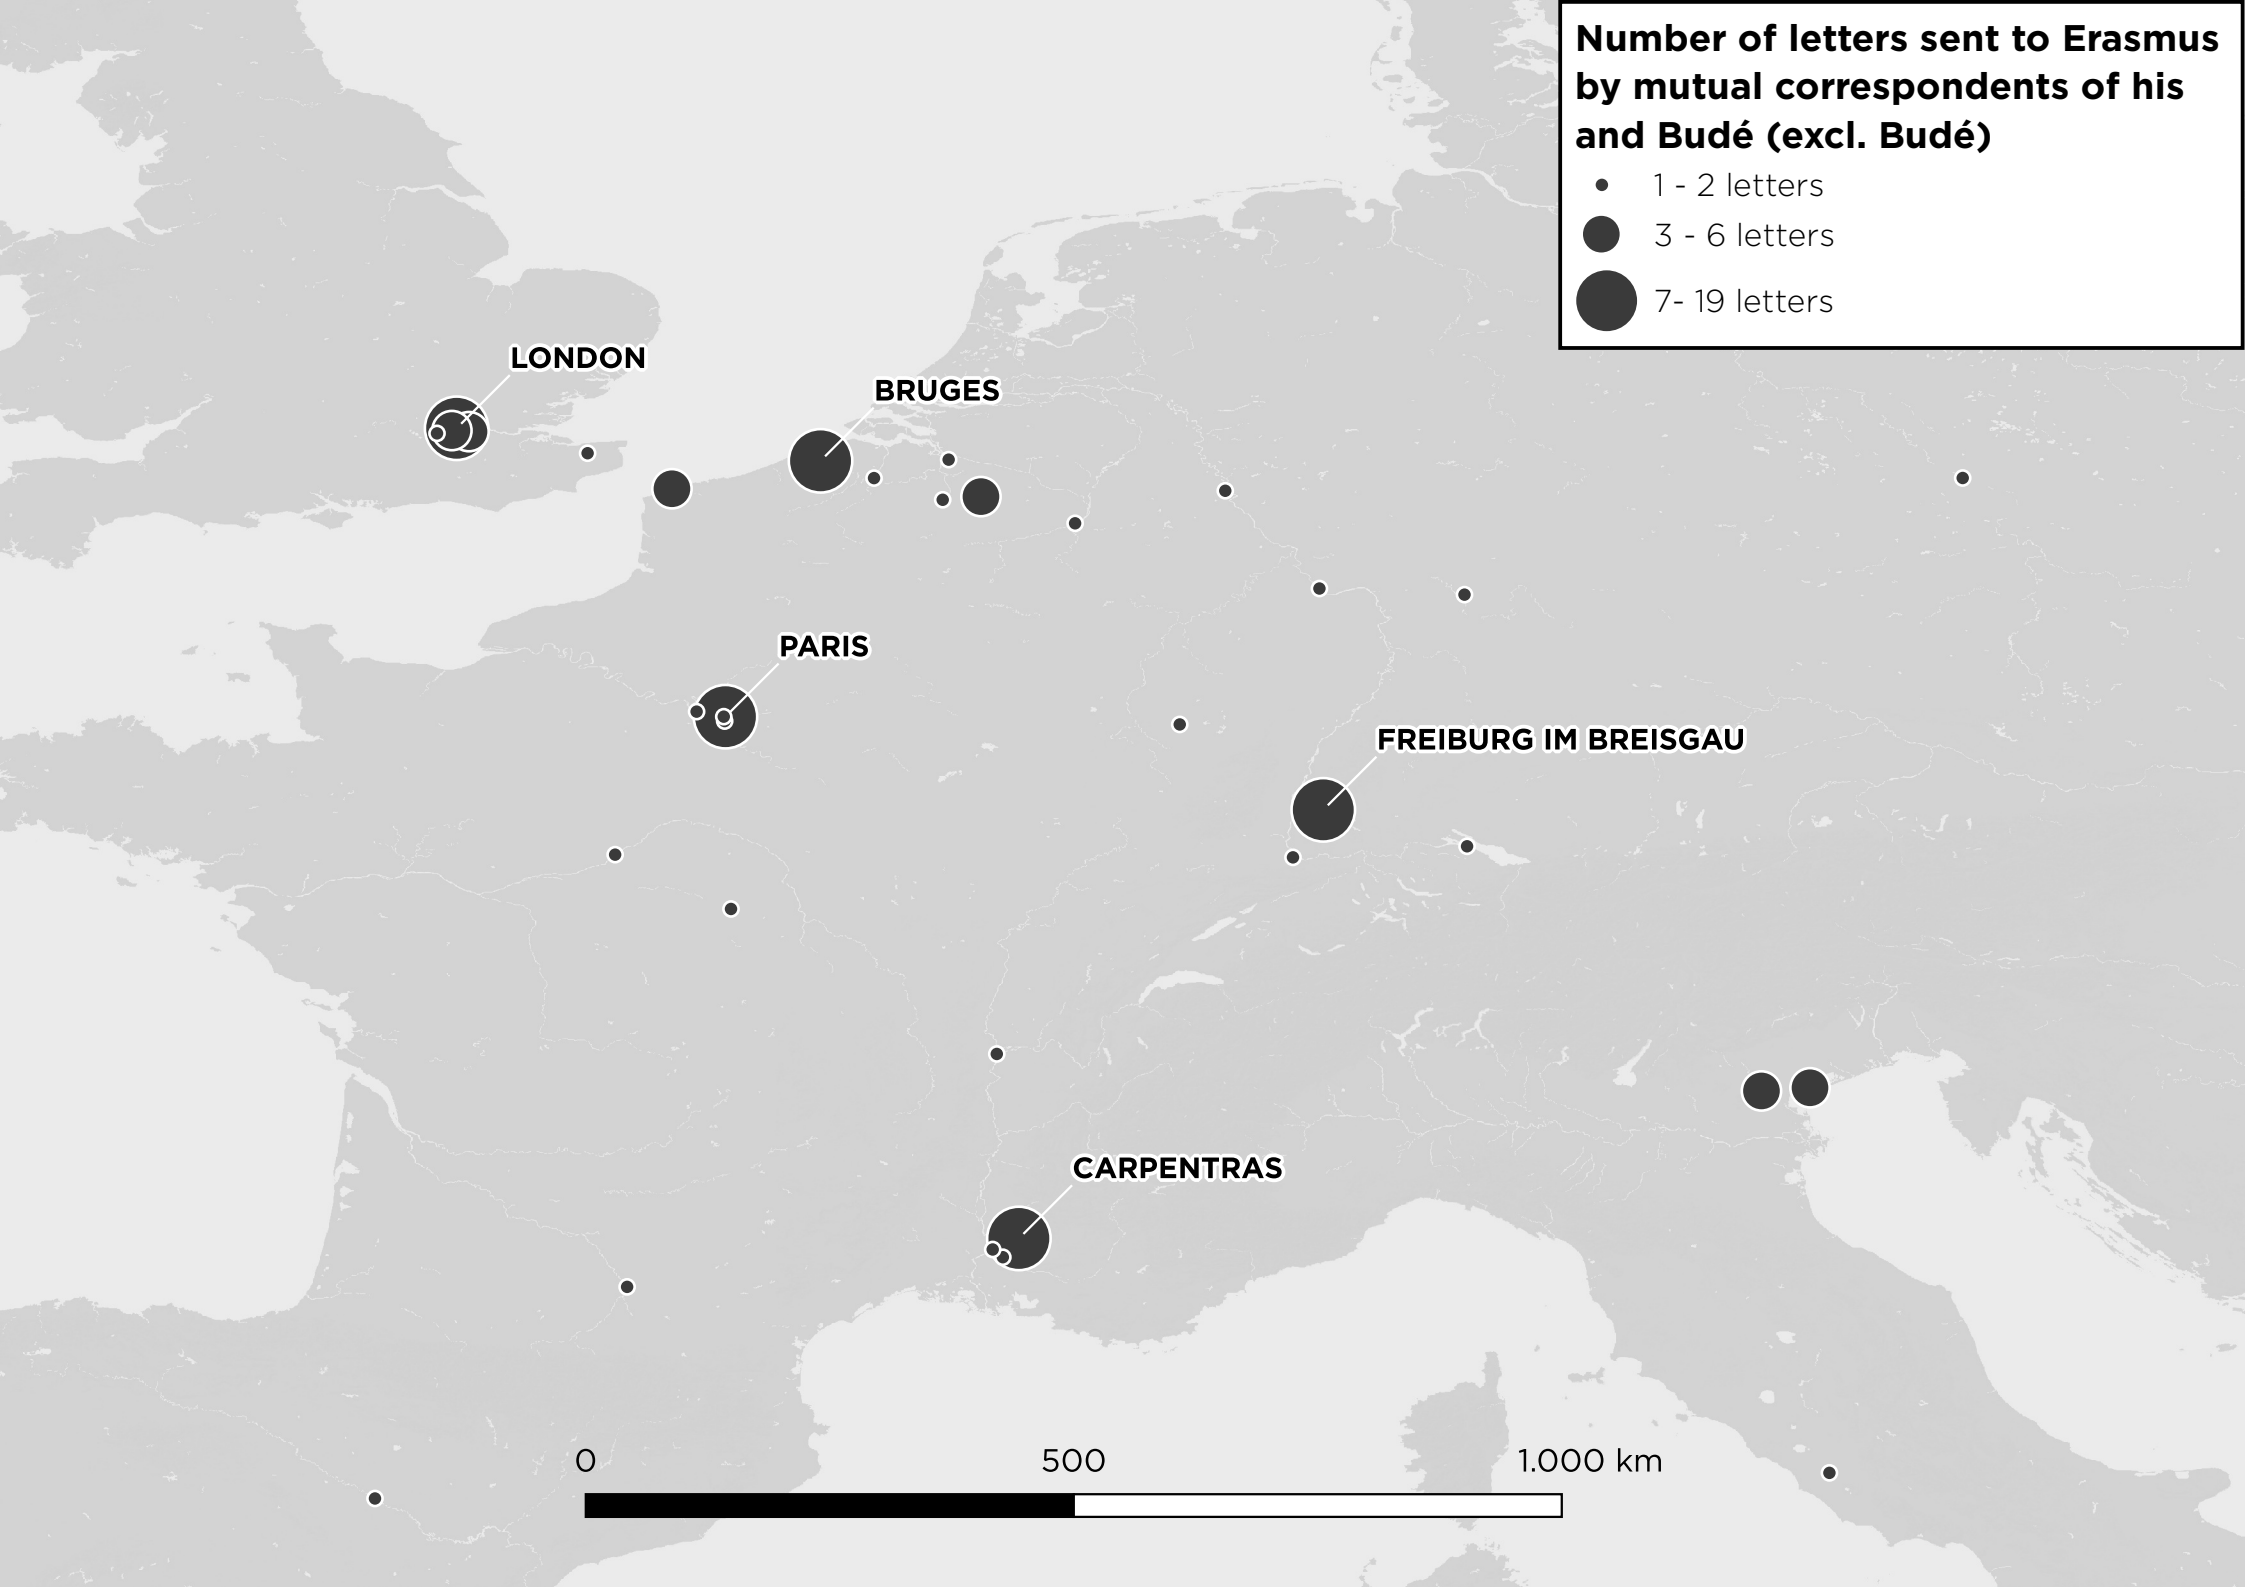 Number of letters sent to Erasmus
by mutual correspondents of his
and Budé (excl. Budé)
1 - 2 letters
3 - 6 letters
7- 19 letters
LONDON
BRUGES
PARIS
FREIBURG IM BREISGAU
CARPENTRAS
0 500 1.000 km